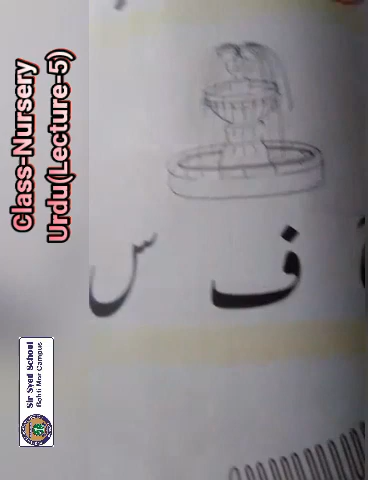 Class-Nursery
Urdu(Lecture-5)
ف س
Sir Syed School